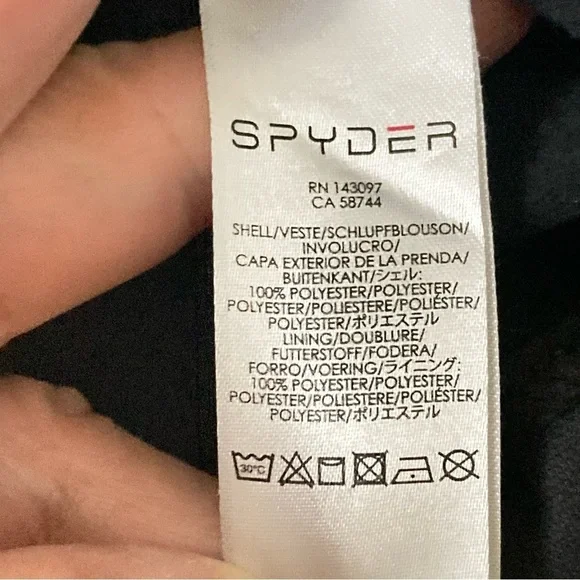 SPYDER
RN 143097
CA 58744
SHELL/VESTE/SCHLUPFBLOUSON/
INVOLUCRO/
CAPA EXTERIOR DE LA PRENDA/
BUITENKANT/シェル:
100% POLYESTER/POLYESTER/
POLYESTER/POLIESTERE/POLIÉSTER/
POLYESTER/ポリエステル
LINING/DOUBLURE/
FUTTERSTOFF/FODERA/
FORRO/VOERING/ライニング:
100% POLYESTER/POLYESTER/
POLYESTER/POLIESTERE/POLIÉSTER/
POLYESTER/ポリエステル
30°C